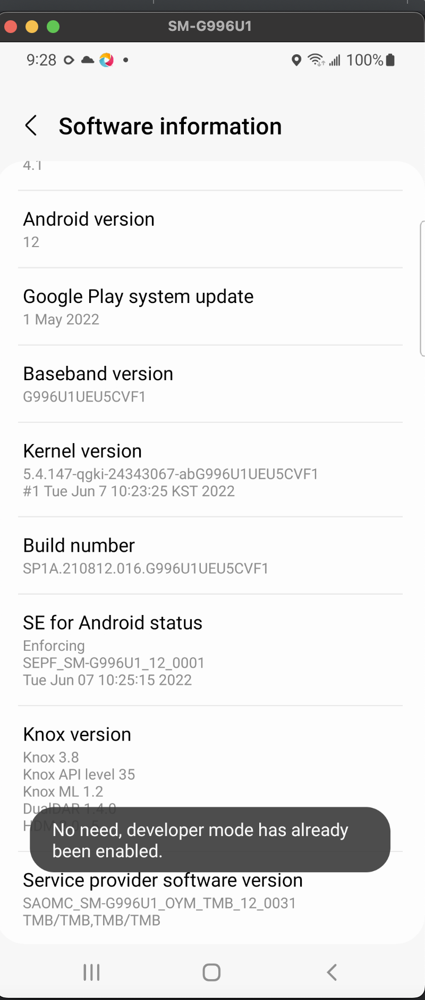 SM-G996U1
9:28
100%
Software information
4.1
Android version
12
Google Play system update
1 May 2022
Baseband version
G996U1UEU5CVF1
Kernel version
5.4.147-qgki-24343067-abG996U1UEU5CVF1
#1 Tue Jun 7 10:23:25 KST 2022
Build number
SP1A.210812.016.G996U1UEU5CVF1
SE for Android status
Enforcing
SEPF_SM-G996U1_12_0001
Tue Jun 07 10:25:15 2022
Knox version
Knox 3.8
Knox API level 35
Knox ML 1.2
DualDAR 1.4.0
HDM
No need, developer mode has already
been enabled.
Service provider software version
SAOMC_SM-G996U1_OYM_TMB_12_0031
TMB/TMB,TMB/TMB